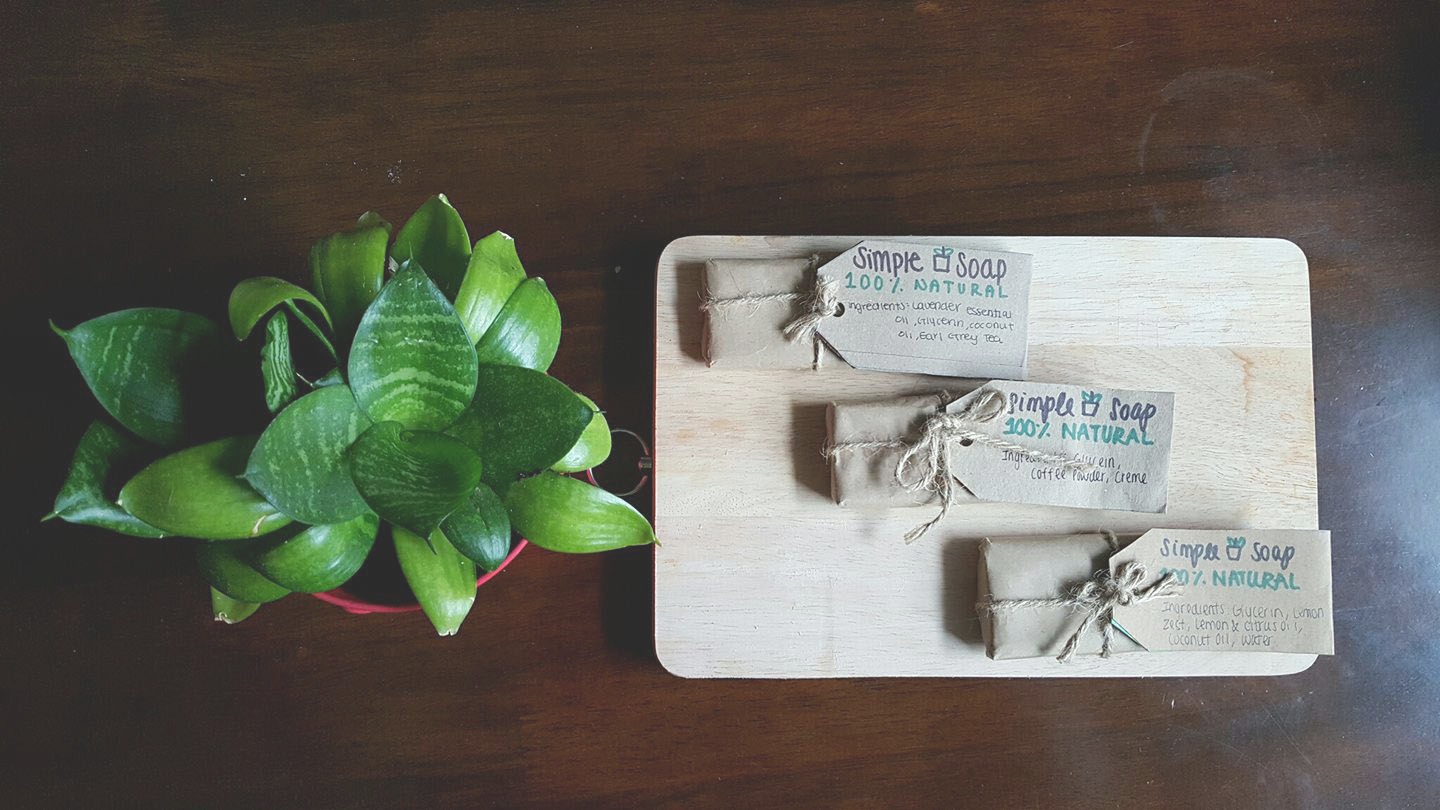 Simple Soap
100% NATURAL
Ingredients: Lavender essential
oil, Glycerin, coconut
oil, Earl Grey Tea
Simple Soap
100% NATURAL
Glycerin,
coffee Powder, creme
Simple Soap
100% NATURAL
Ingredients: Glycerin, Lemon
zest, Lemon & citrus oil,
coconut oil, water